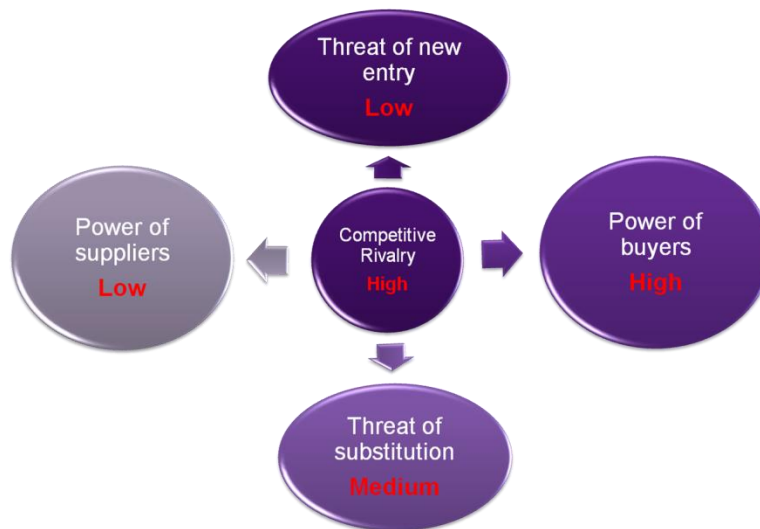 Threat of new
entry
Low
Power of
suppliers
Low
Competitive
Rivalry
High
Power of
buyers
High
Threat of
substitution
Medium